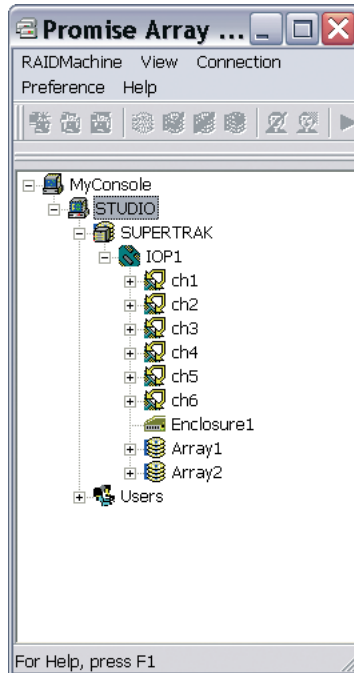 Promise Array ...
RAIDMachine View Connection
Preference Help
MyConsole
STUDIO
SUPERTRAK
IOP1
ch1
ch2
ch3
ch4
ch5
ch6
Enclosure1
Array1
Array2
Users
For Help, press F1